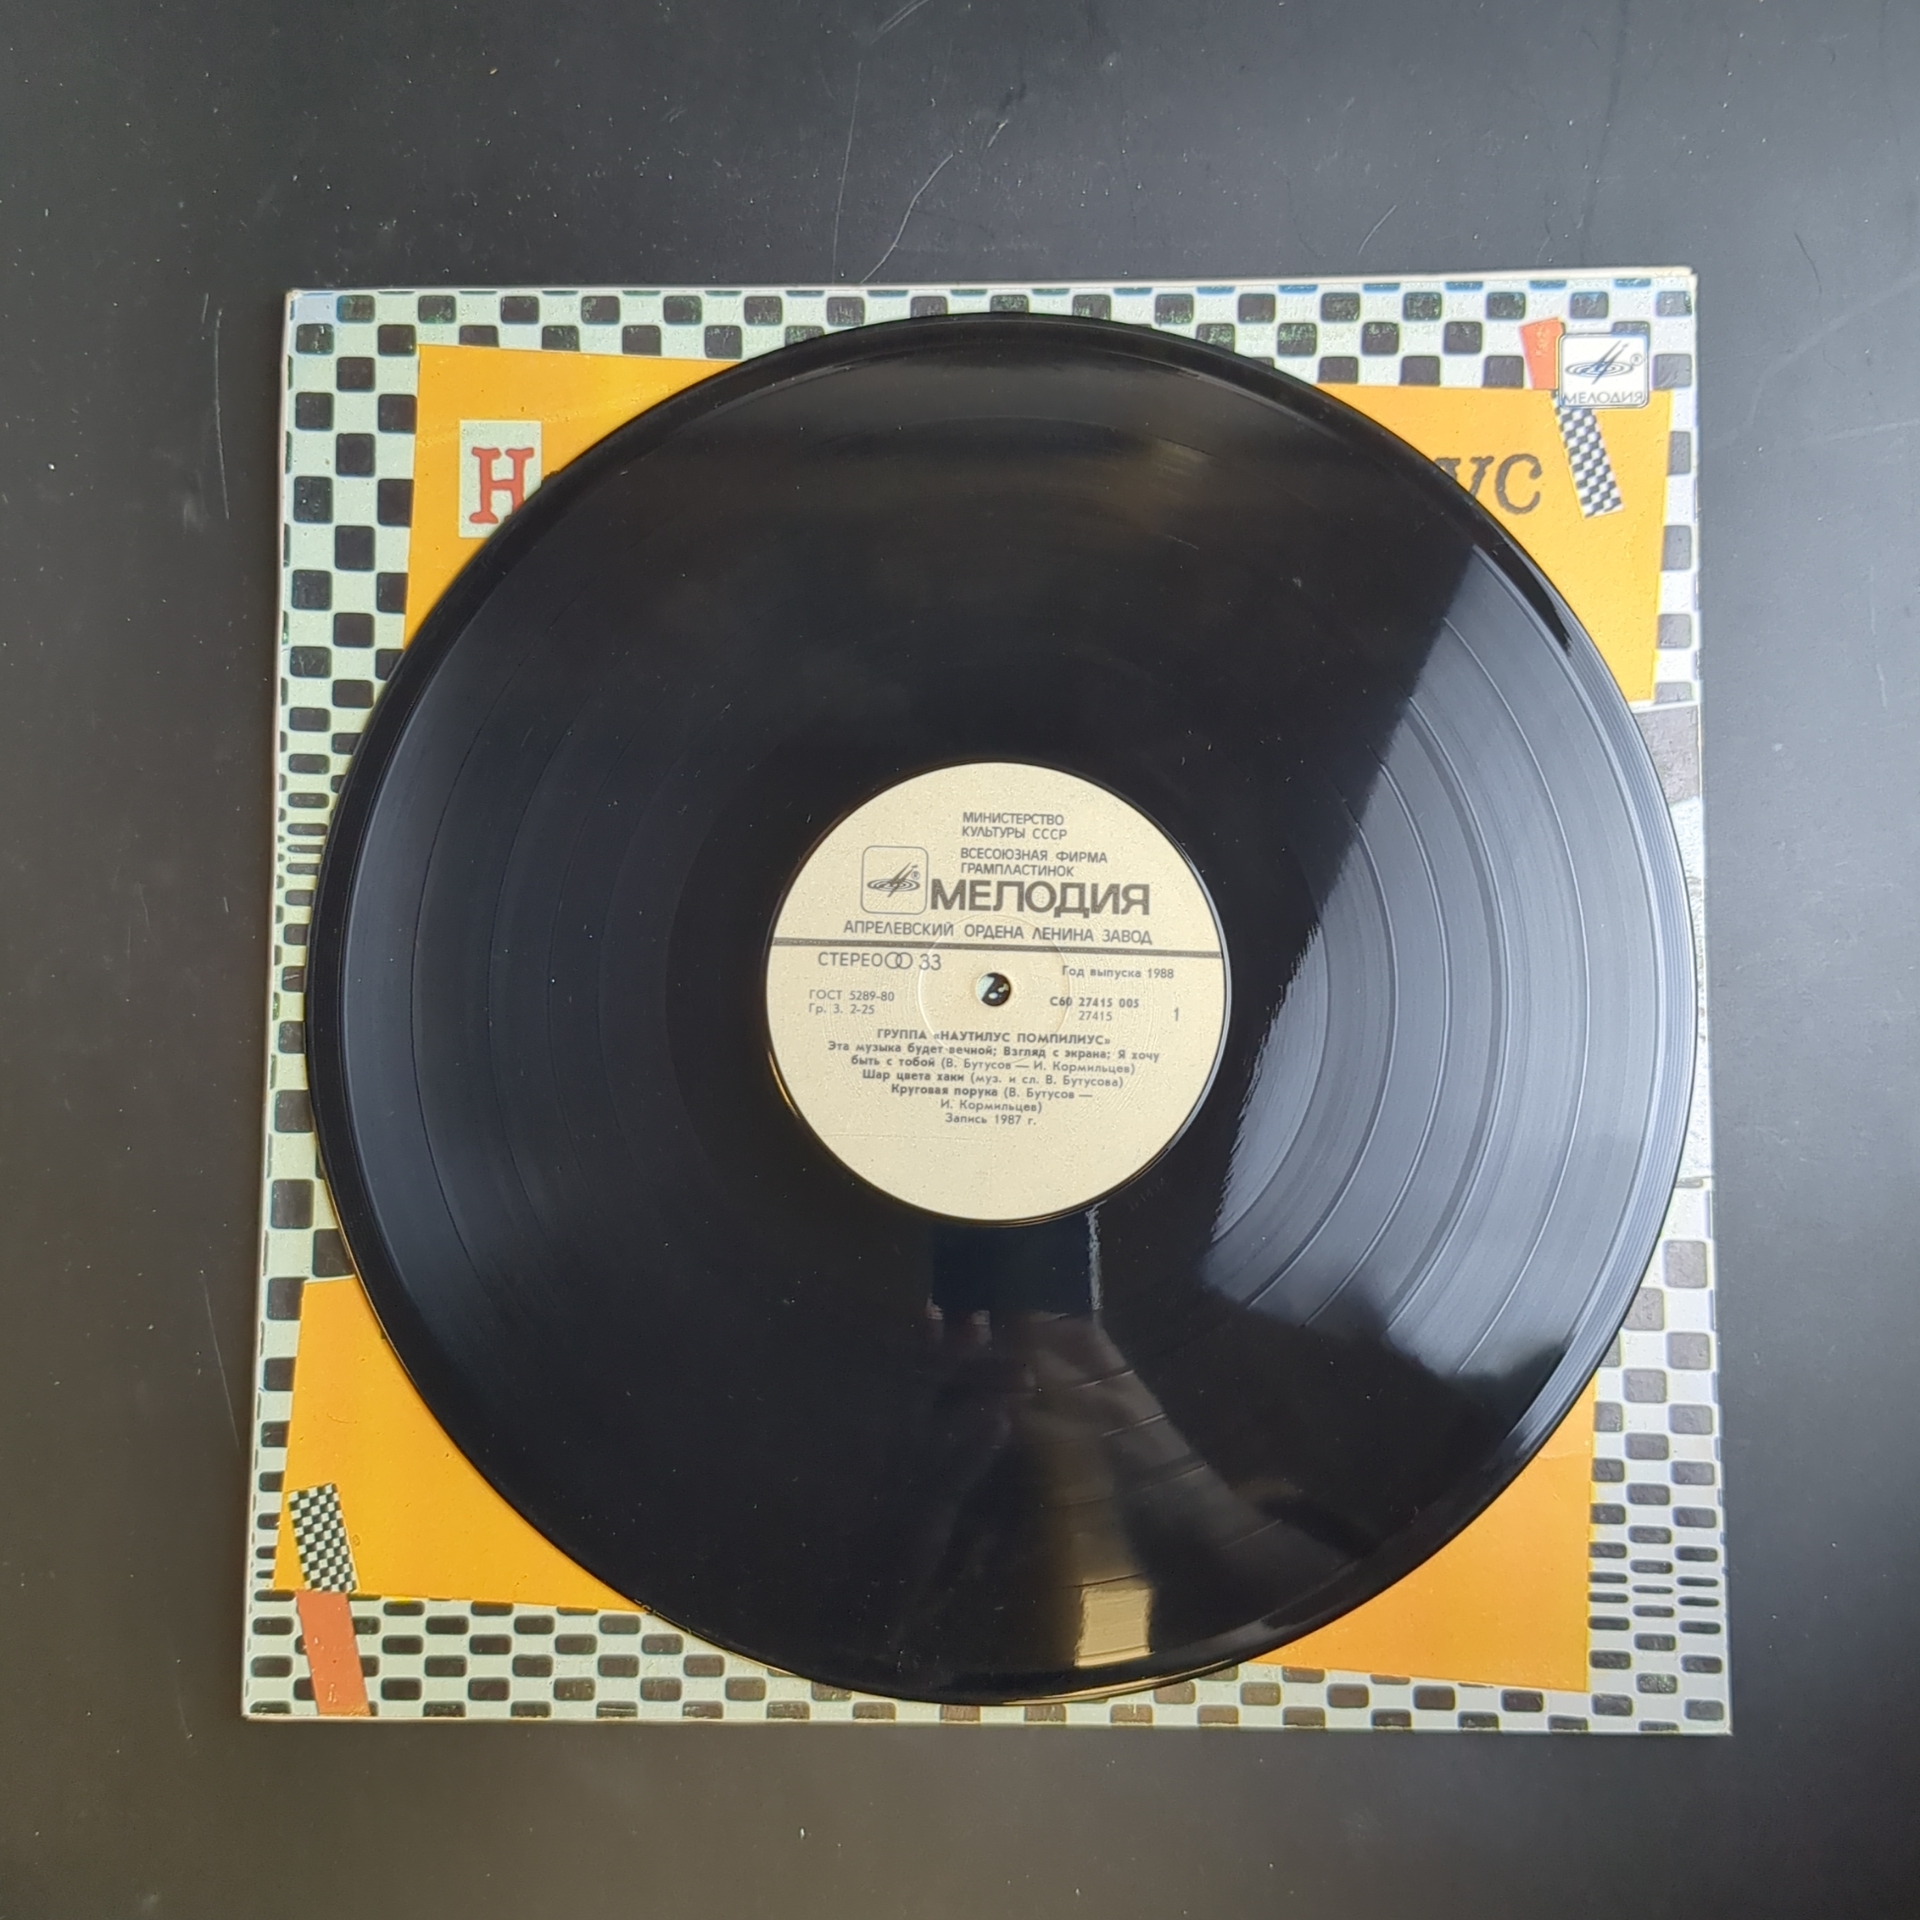 МЕЛОДИЯ
Н
УС
МИНИСТЕРСТВО
КУЛЬТУРЫ СССР
ВСЕСОЮЗНАЯ ФИРМА
ГРАМПЛАСТИНОК
МЕЛОДИЯ
АПРЕЛЕВСКИЙ ОРДЕНА ЛЕНИНА ЗАВОД
СТЕРЕО 33
Год выпуска 1988
ГОСТ 5289-80
Гр. 3. 2-25
С60 27415 005
27415
1
ГРУППА «НАУТИЛУС ПОМПИЛИУС»
Эта музыка будет вечной; Взгляд с экрана; Я хочу
быть с тобой (В. Бутусов — И. Кормильцев)
Шар цвета хаки (муз. и сл. В. Бутусова)
Круговая порука (В. Бутусов —
И. Кормильцев)
Запись 1987 г.